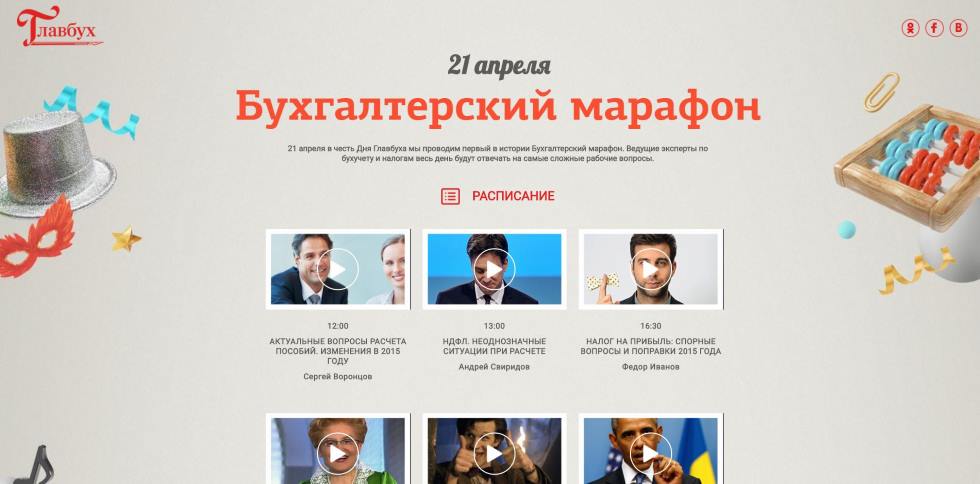 Главбух
21 апреля
Бухгалтерский марафон
21 апреля в честь Дня Главбуха мы проводим первый в истории Бухгалтерский марафон. Ведущие эксперты по
бухучету и налогам весь день будут отвечать на самые сложные рабочие вопросы.
РАСПИСАНИЕ
12:00
АКТУАЛЬНЫЕ ВОПРОСЫ РАСЧЕТА
ПОСОБИЙ. ИЗМЕНЕНИЯ В 2015
ГОДУ
Сергей Воронцов
13:00
НДФЛ. НЕОДНОЗНАЧНЫЕ
СИТУАЦИИ ПРИ РАСЧЕТЕ
Андрей Свиридов
16:30
НАЛОГ НА ПРИБЫЛЬ: СПОРНЫЕ
ВОПРОСЫ И ПОПРАВКИ 2015 ГОДА
Федор Иванов